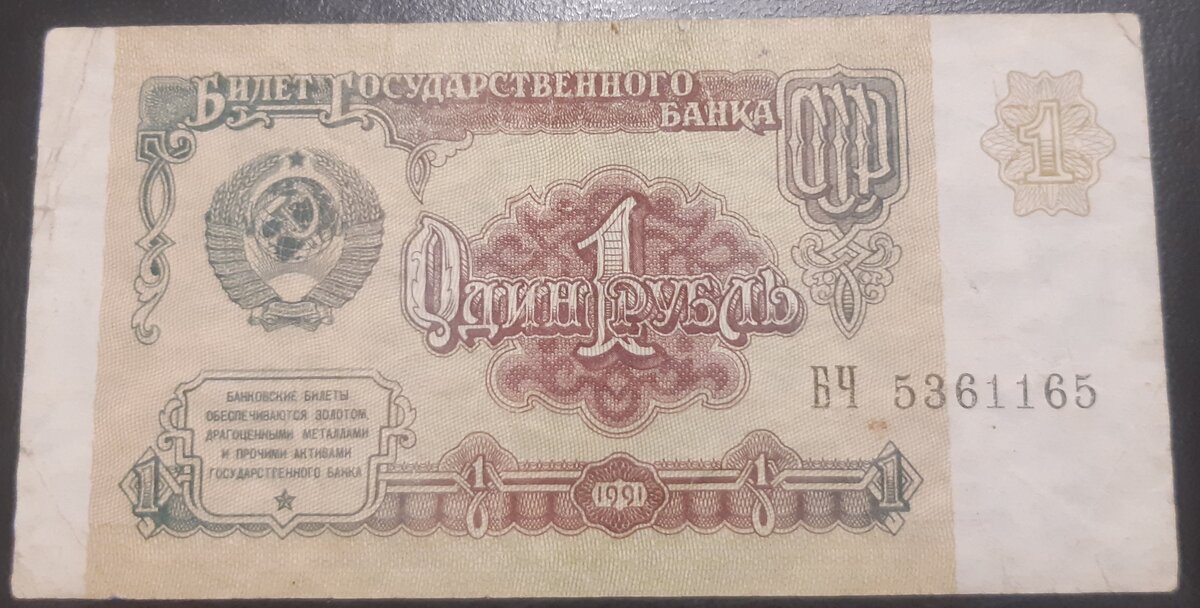 Билет Государственного
Банка
СССР
1
Один 1 рубль
БЧ 5361165
Банковские билеты
обеспечиваются золотом,
драгоценными металлами
и прочими активами
Государственного банка
1 1 1991 1 1